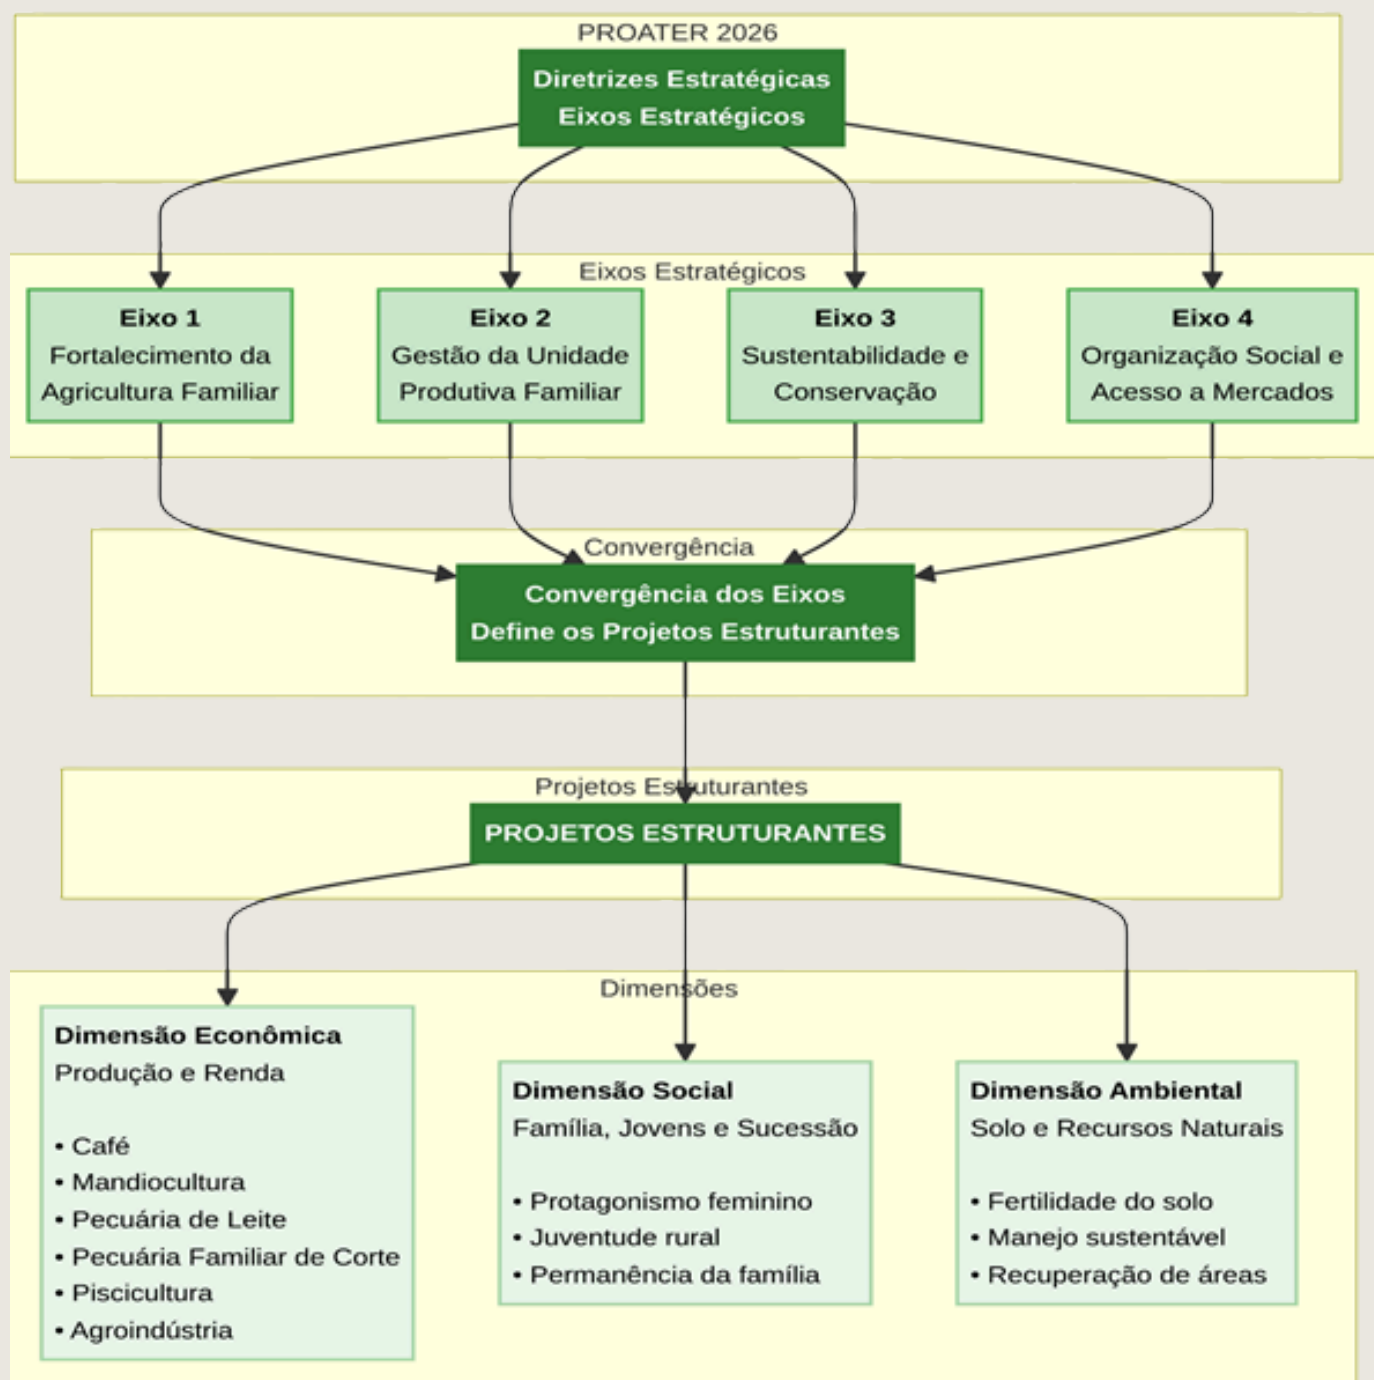 PROATER 2026
Diretrizes Estratégicas
Eixos Estratégicos
Eixos Estratégicos
Eixo 1
Fortalecimento da
Agricultura Familiar
Eixo 2
Gestão da Unidade
Produtiva Familiar
Eixo 3
Sustentabilidade e
Conservação
Eixo 4
Organização Social e
Acesso a Mercados
Convergência
Convergência dos Eixos
Define os Projetos Estruturantes
Projetos Estruturantes
PROJETOS ESTRUTURANTES
Dimensões
Dimensão Econômica
Produção e Renda
• Café
• Mandiocultura
• Pecuária de Leite
• Pecuária Familiar de Corte
• Piscicultura
• Agroindústria
Dimensão Social
Família, Jovens e Sucessão
• Protagonismo feminino
• Juventude rural
• Permanência da família
Dimensão Ambiental
Solo e Recursos Naturais
• Fertilidade do solo
• Manejo sustentável
• Recuperação de áreas